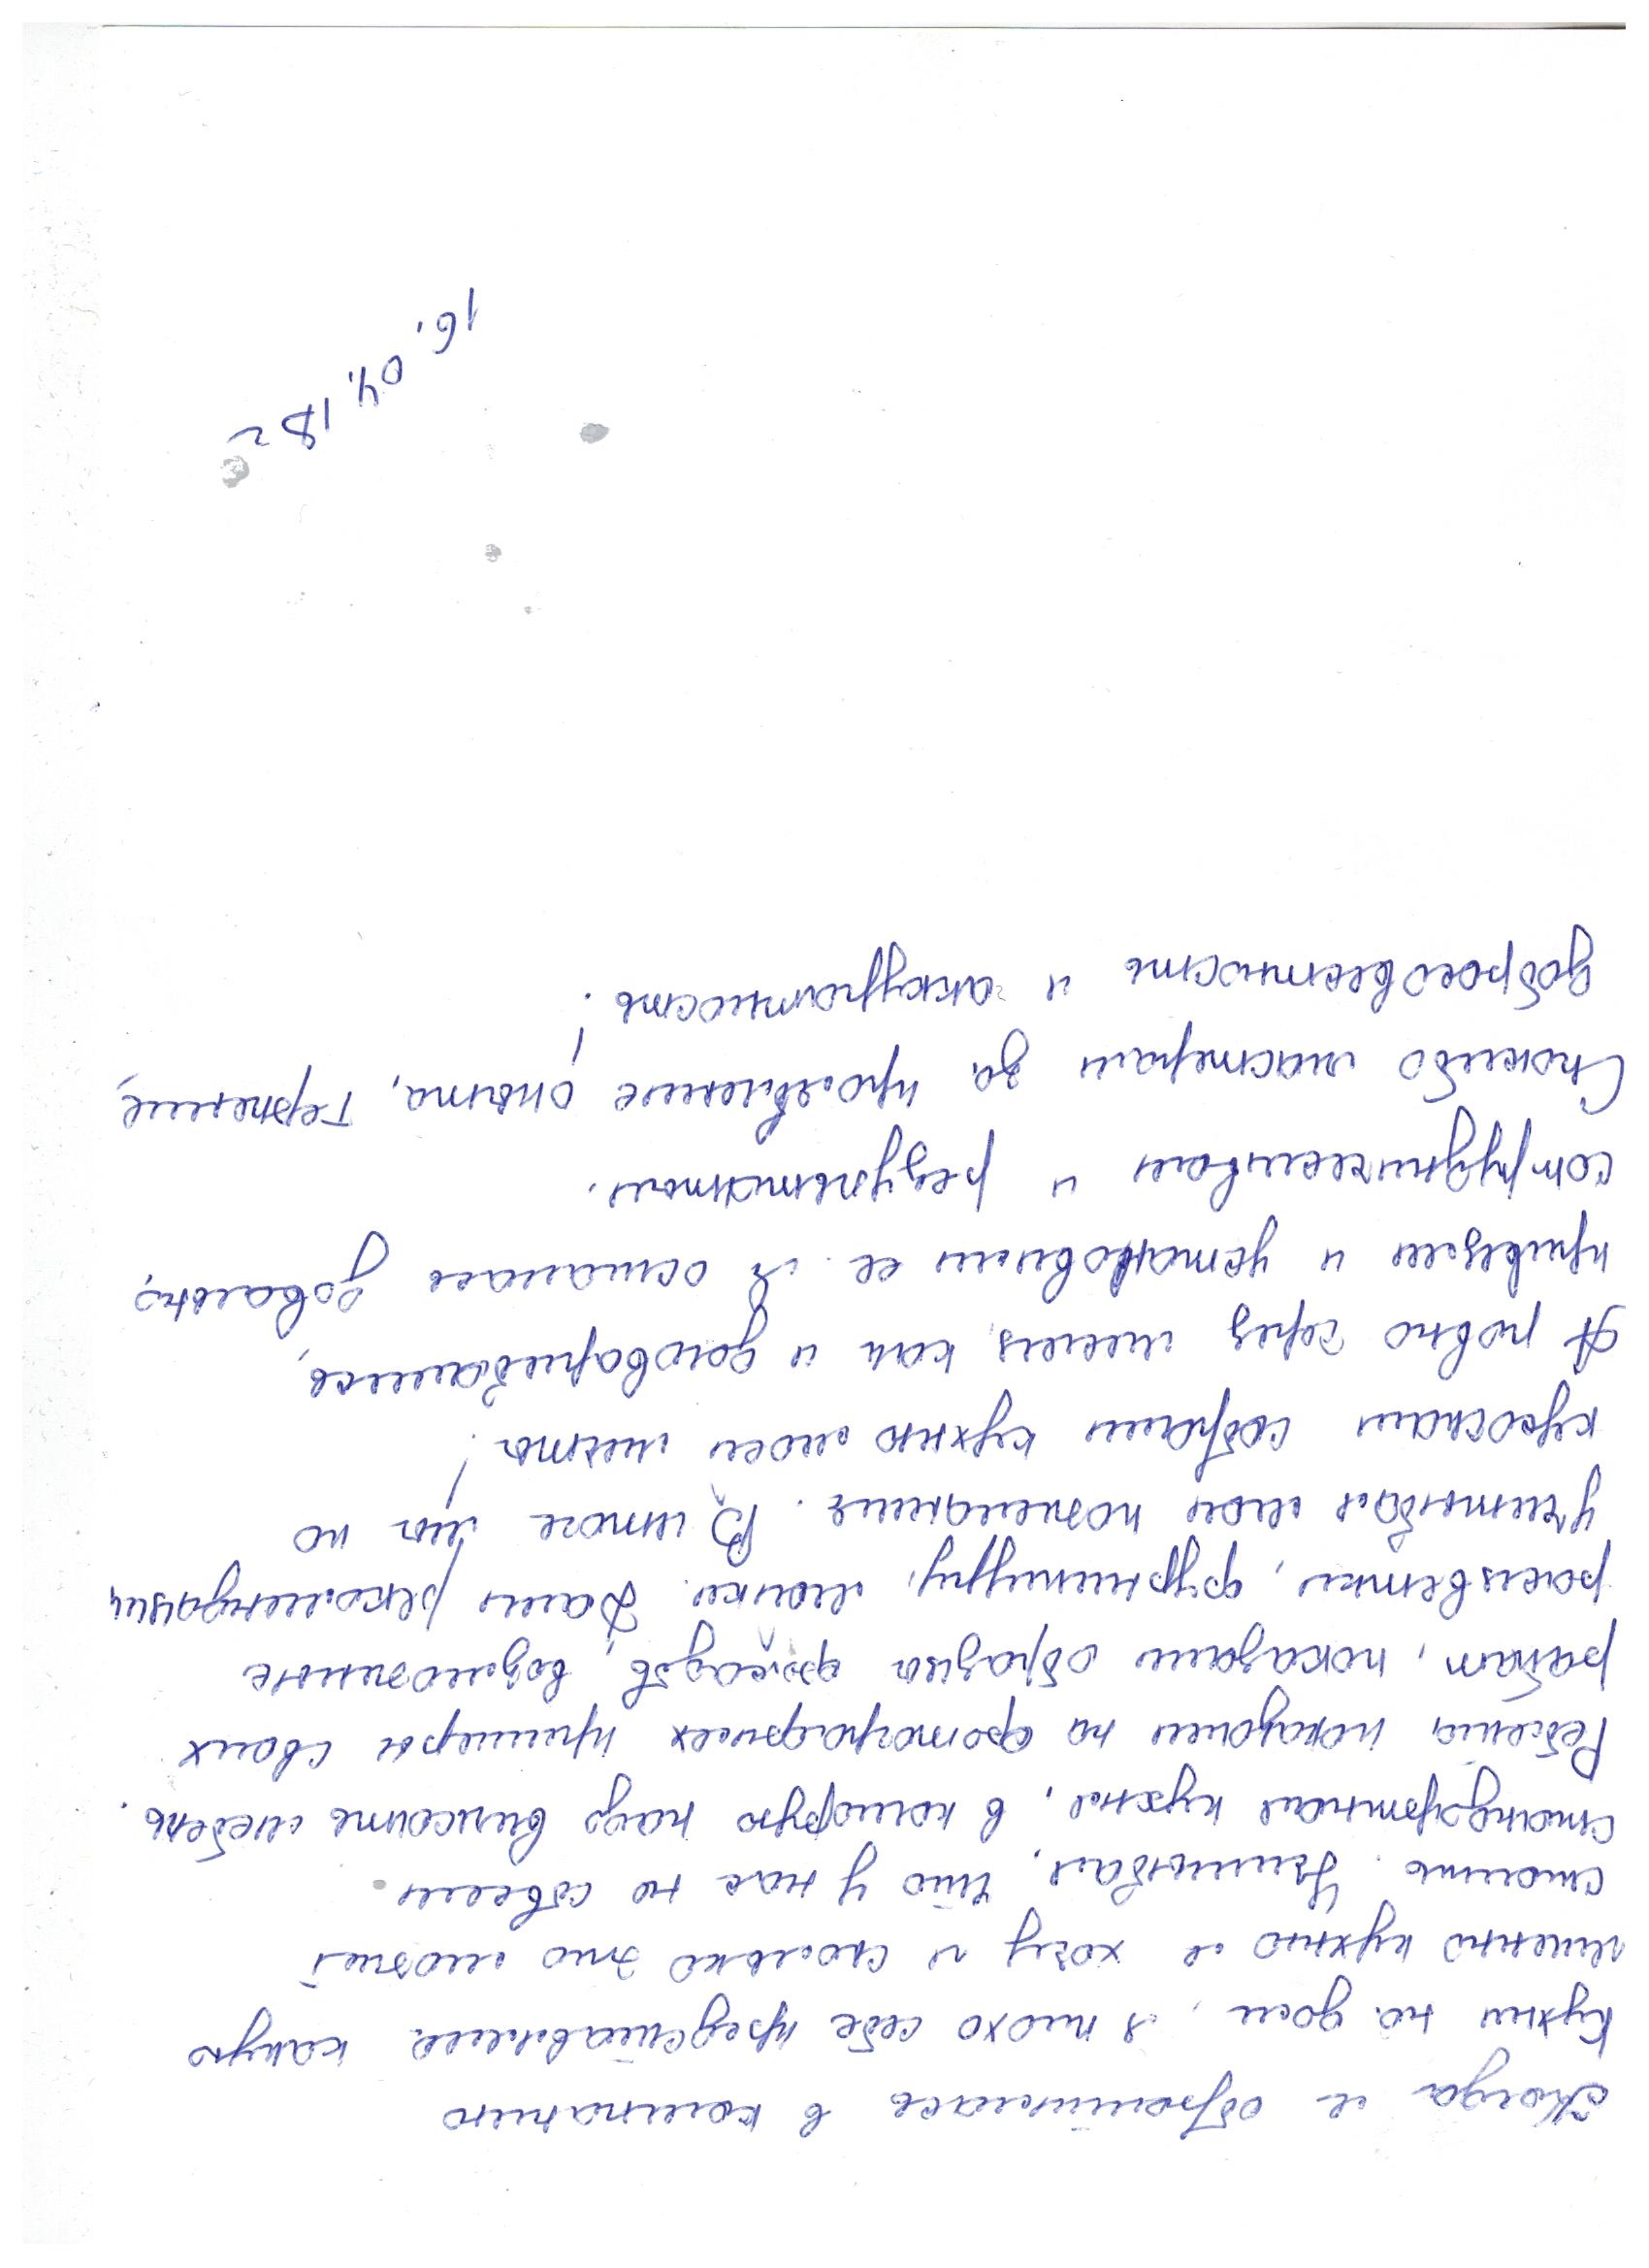 Когда я обратилась в компанию
Кухни на дом, я плохо себе представляла какую
именно кухню я хочу и сколько это может
стоить. Учитывая, что у нас не совсем
стандартная кухня, в которую надо вписать мебель.
Ребята показали на фотографиях примеры своих
работ, показали образцы фасадов, возможные
расцветки, фурнитуру, мойки. Дали рекомендации
учитывая мои пожелания. В итоге мы по
кусочкам собрали кухню моей мечты!
А ровно через месяц, как и договаривались,
привезли и установили ее. Я осталась довольна
сотрудничеством и результатом.
Спасибо мастерам за проявление опыта, терпение,
добросовестность и аккуратность!
16.04.18г